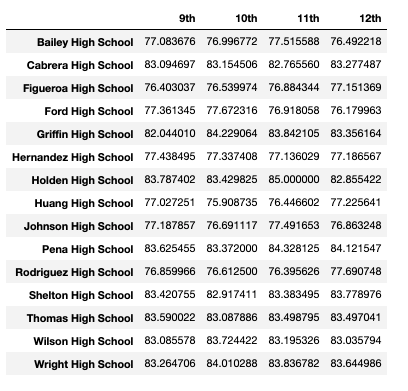 9th 10th 11th 12th
Bailey High School 77.083676 76.996772 77.515588 76.492218
Cabrera High School 83.094697 83.154506 82.765560 83.277487
Figueroa High School 76.403037 76.539974 76.884344 77.151369
Ford High School 77.361345 77.672316 76.918058 76.179963
Griffin High School 82.044010 84.229064 83.842105 83.356164
Hernandez High School 77.438495 77.337408 77.136029 77.186567
Holden High School 83.787402 83.429825 85.000000 82.855422
Huang High School 77.027251 75.908735 76.446602 77.225641
Johnson High School 77.187857 76.691117 77.491653 76.863248
Pena High School 83.625455 83.372000 84.328125 84.121547
Rodriguez High School 76.859966 76.612500 76.395626 77.690748
Shelton High School 83.420755 82.917411 83.383495 83.778976
Thomas High School 83.590022 83.087886 83.498795 83.497041
Wilson High School 83.085578 83.724422 83.195326 83.035794
Wright High School 83.264706 84.010288 83.836782 83.644986